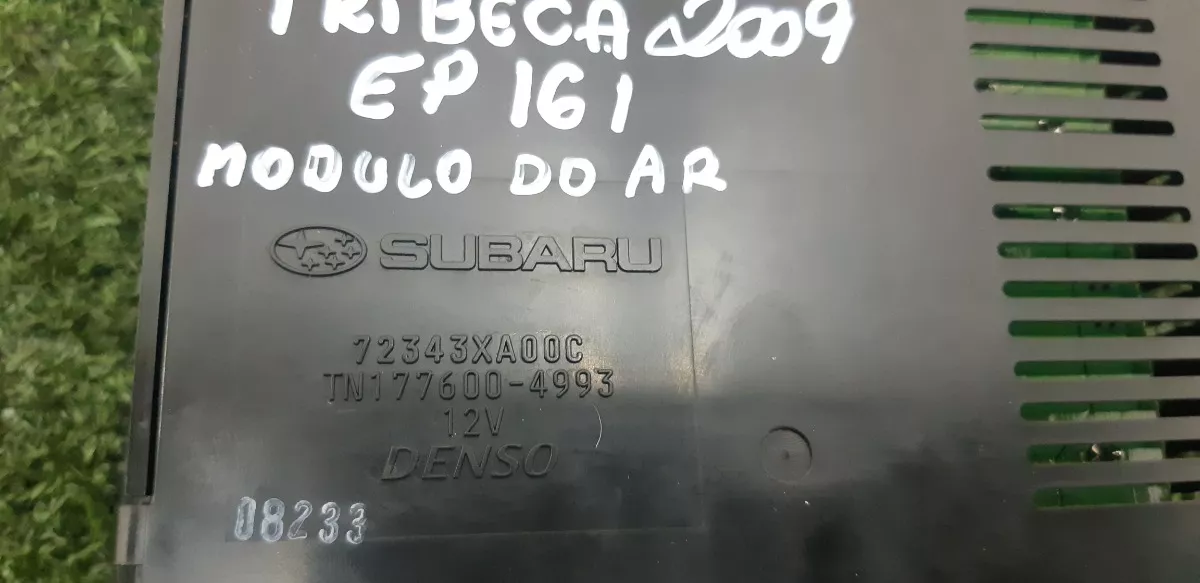 TRIBECA 2009
EP 161
MODULO DO AR
SUBARU
72343XA00C
TN177600-4993
12V
DENSO
08233